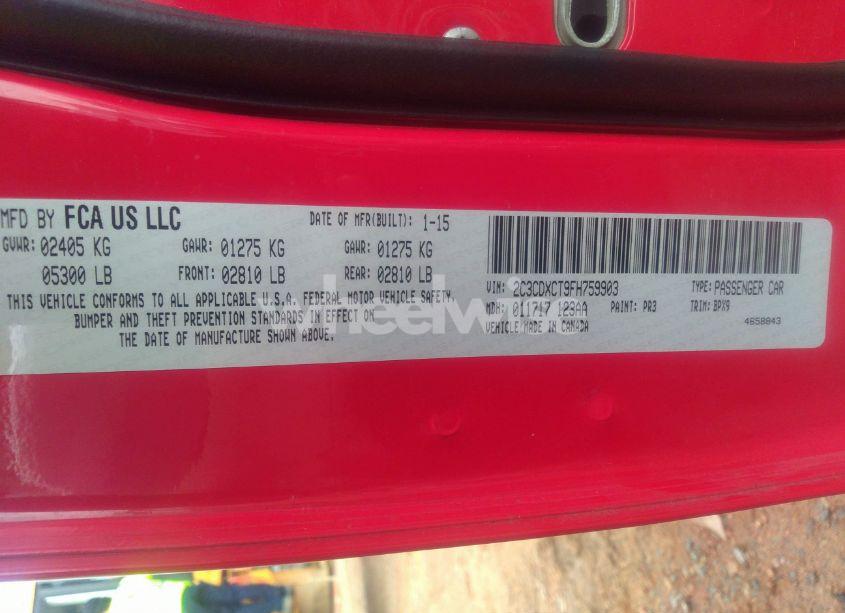 MFD BY FCA US LLC DATE OF MFR(BUILT): 1-15
GVWR: 02405 KG GAWR: 01275 KG GAWR: 01275 KG
05300 LB FRONT: 02810 LB REAR: 02810 LB
THIS VEHICLE CONFORMS TO ALL APPLICABLE U.S.A. FEDERAL MOTOR VEHICLE SAFETY,
BUMPER AND THEFT PREVENTION STANDARDS IN EFFECT ON
THE DATE OF MANUFACTURE SHOWN ABOVE.
VIN: 2C3CDXCT9FH759903 TYPE: PASSENGER CAR
MDH: 011717 129AA PAINT: PR3 TRIM: BPX9
VEHICLE MADE IN CANADA 4658843